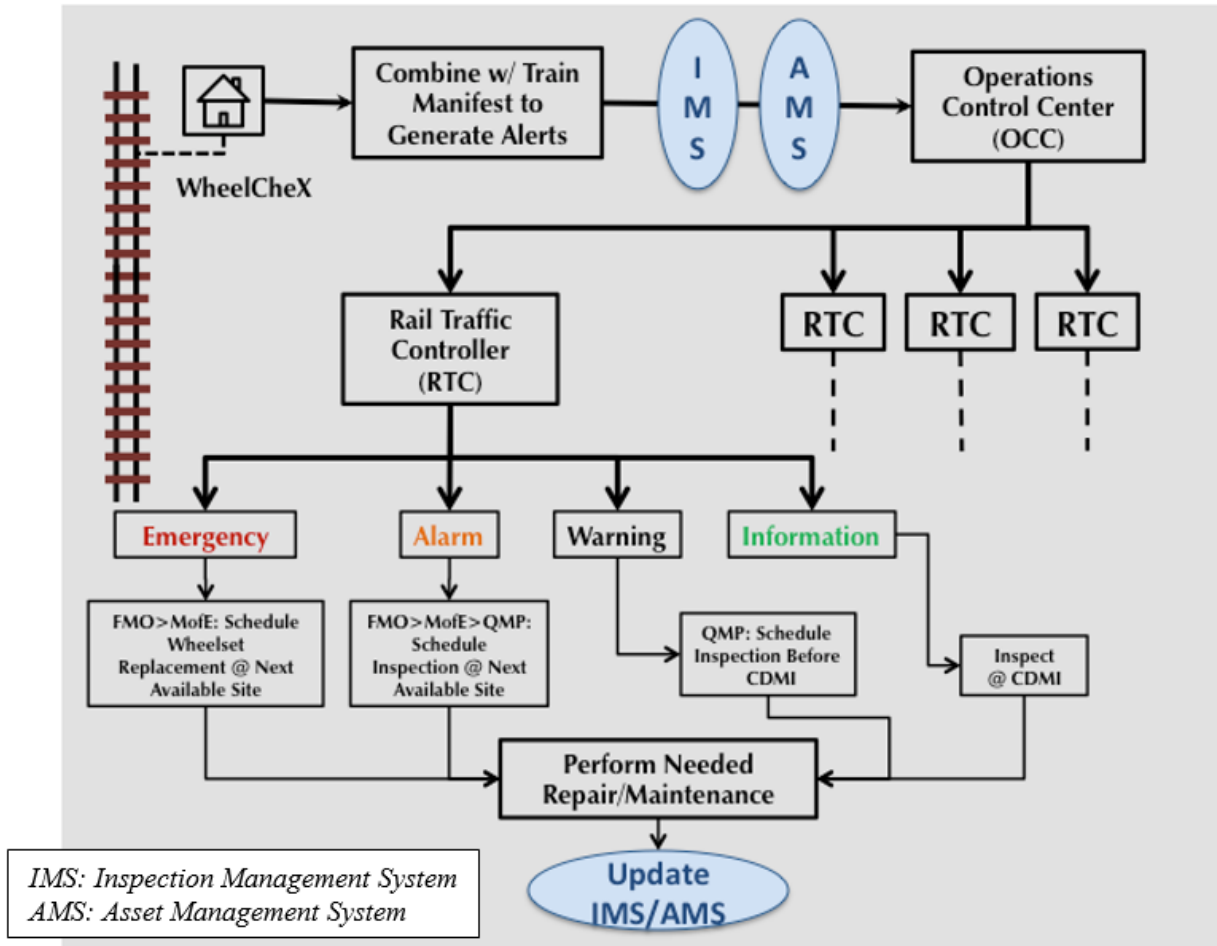 Combine w/ Train
Manifest to
Generate Alerts
I
M
S
A
M
S
Operations
Control Center
(OCC)
WheelCheX
Rail Traffic
Controller
(RTC)
RTC
RTC
RTC
Emergency
Alarm
Warning
Information
FMO>MofE: Schedule
Wheelset
Replacement @ Next
Available Site
FMO>MofE>QMP:
Schedule
Inspection @ Next
Available Site
QMP: Schedule
Inspection Before
CDMI
Inspect
@ CDMI
Perform Needed
Repair/Maintenance
Update
IMS/AMS
IMS: Inspection Management System
AMS: Asset Management System